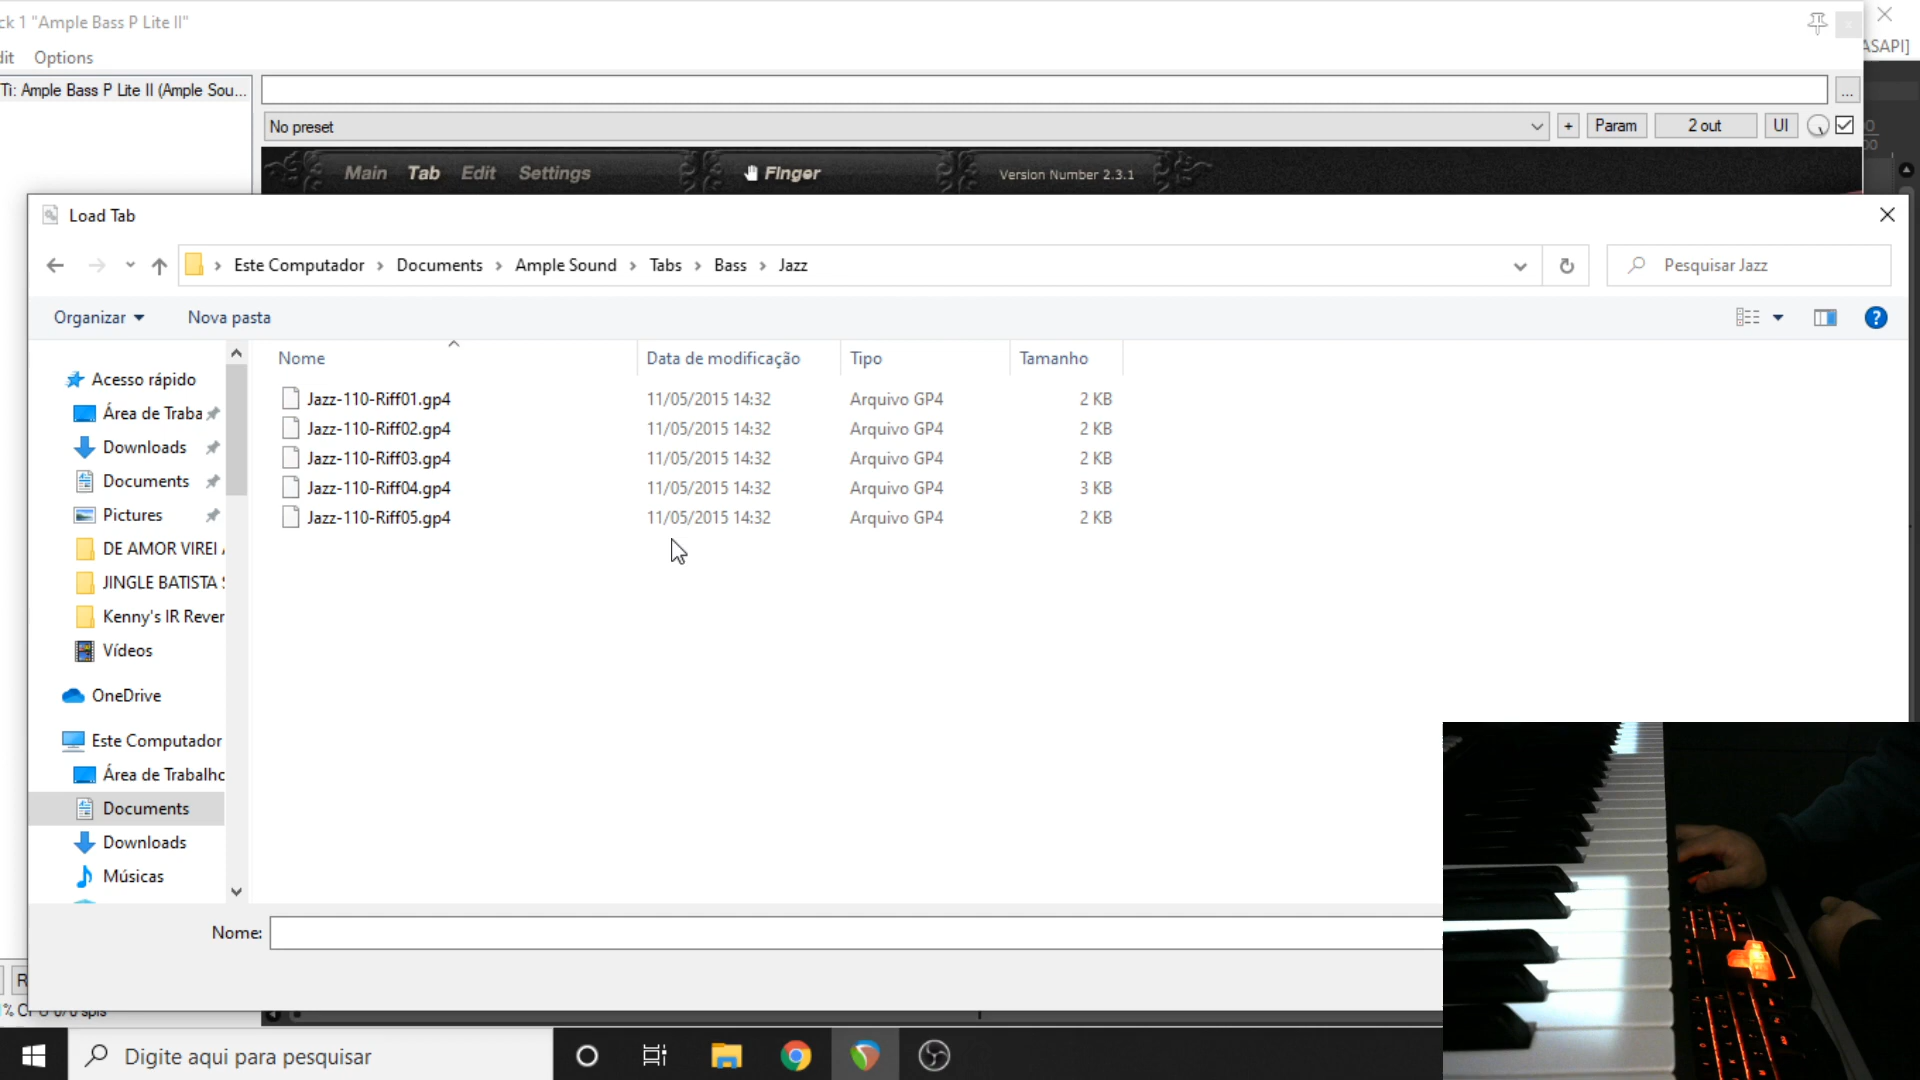 ck 1 "Ample Bass P Lite II"
dit Options
ASAPI]
Ti: Ample Bass P Lite II (Ample Sou...
...
No preset
+
Param
2 out
UI
Main Tab Edit Settings
Finger
Version Number 2.3.1
Load Tab
Este Computador > Documents > Ample Sound > Tabs > Bass > Jazz
Pesquisar Jazz
Organizar
Nova pasta
Nome Data de modificação Tipo Tamanho
Jazz-110-Riff01.gp4 11/05/2015 14:32 Arquivo GP4 2 KB
Jazz-110-Riff02.gp4 11/05/2015 14:32 Arquivo GP4 2 KB
Jazz-110-Riff03.gp4 11/05/2015 14:32 Arquivo GP4 2 KB
Jazz-110-Riff04.gp4 11/05/2015 14:32 Arquivo GP4 3 KB
Jazz-110-Riff05.gp4 11/05/2015 14:32 Arquivo GP4 2 KB
Acesso rápido
Área de Traba
Downloads
Documents
Pictures
DE AMOR VIREI
JINGLE BATISTA
Kenny's IR Rever
Vídeos
OneDrive
Este Computador
Área de Trabalho
Documents
Downloads
Músicas
Nome:
Digite aqui para pesquisar